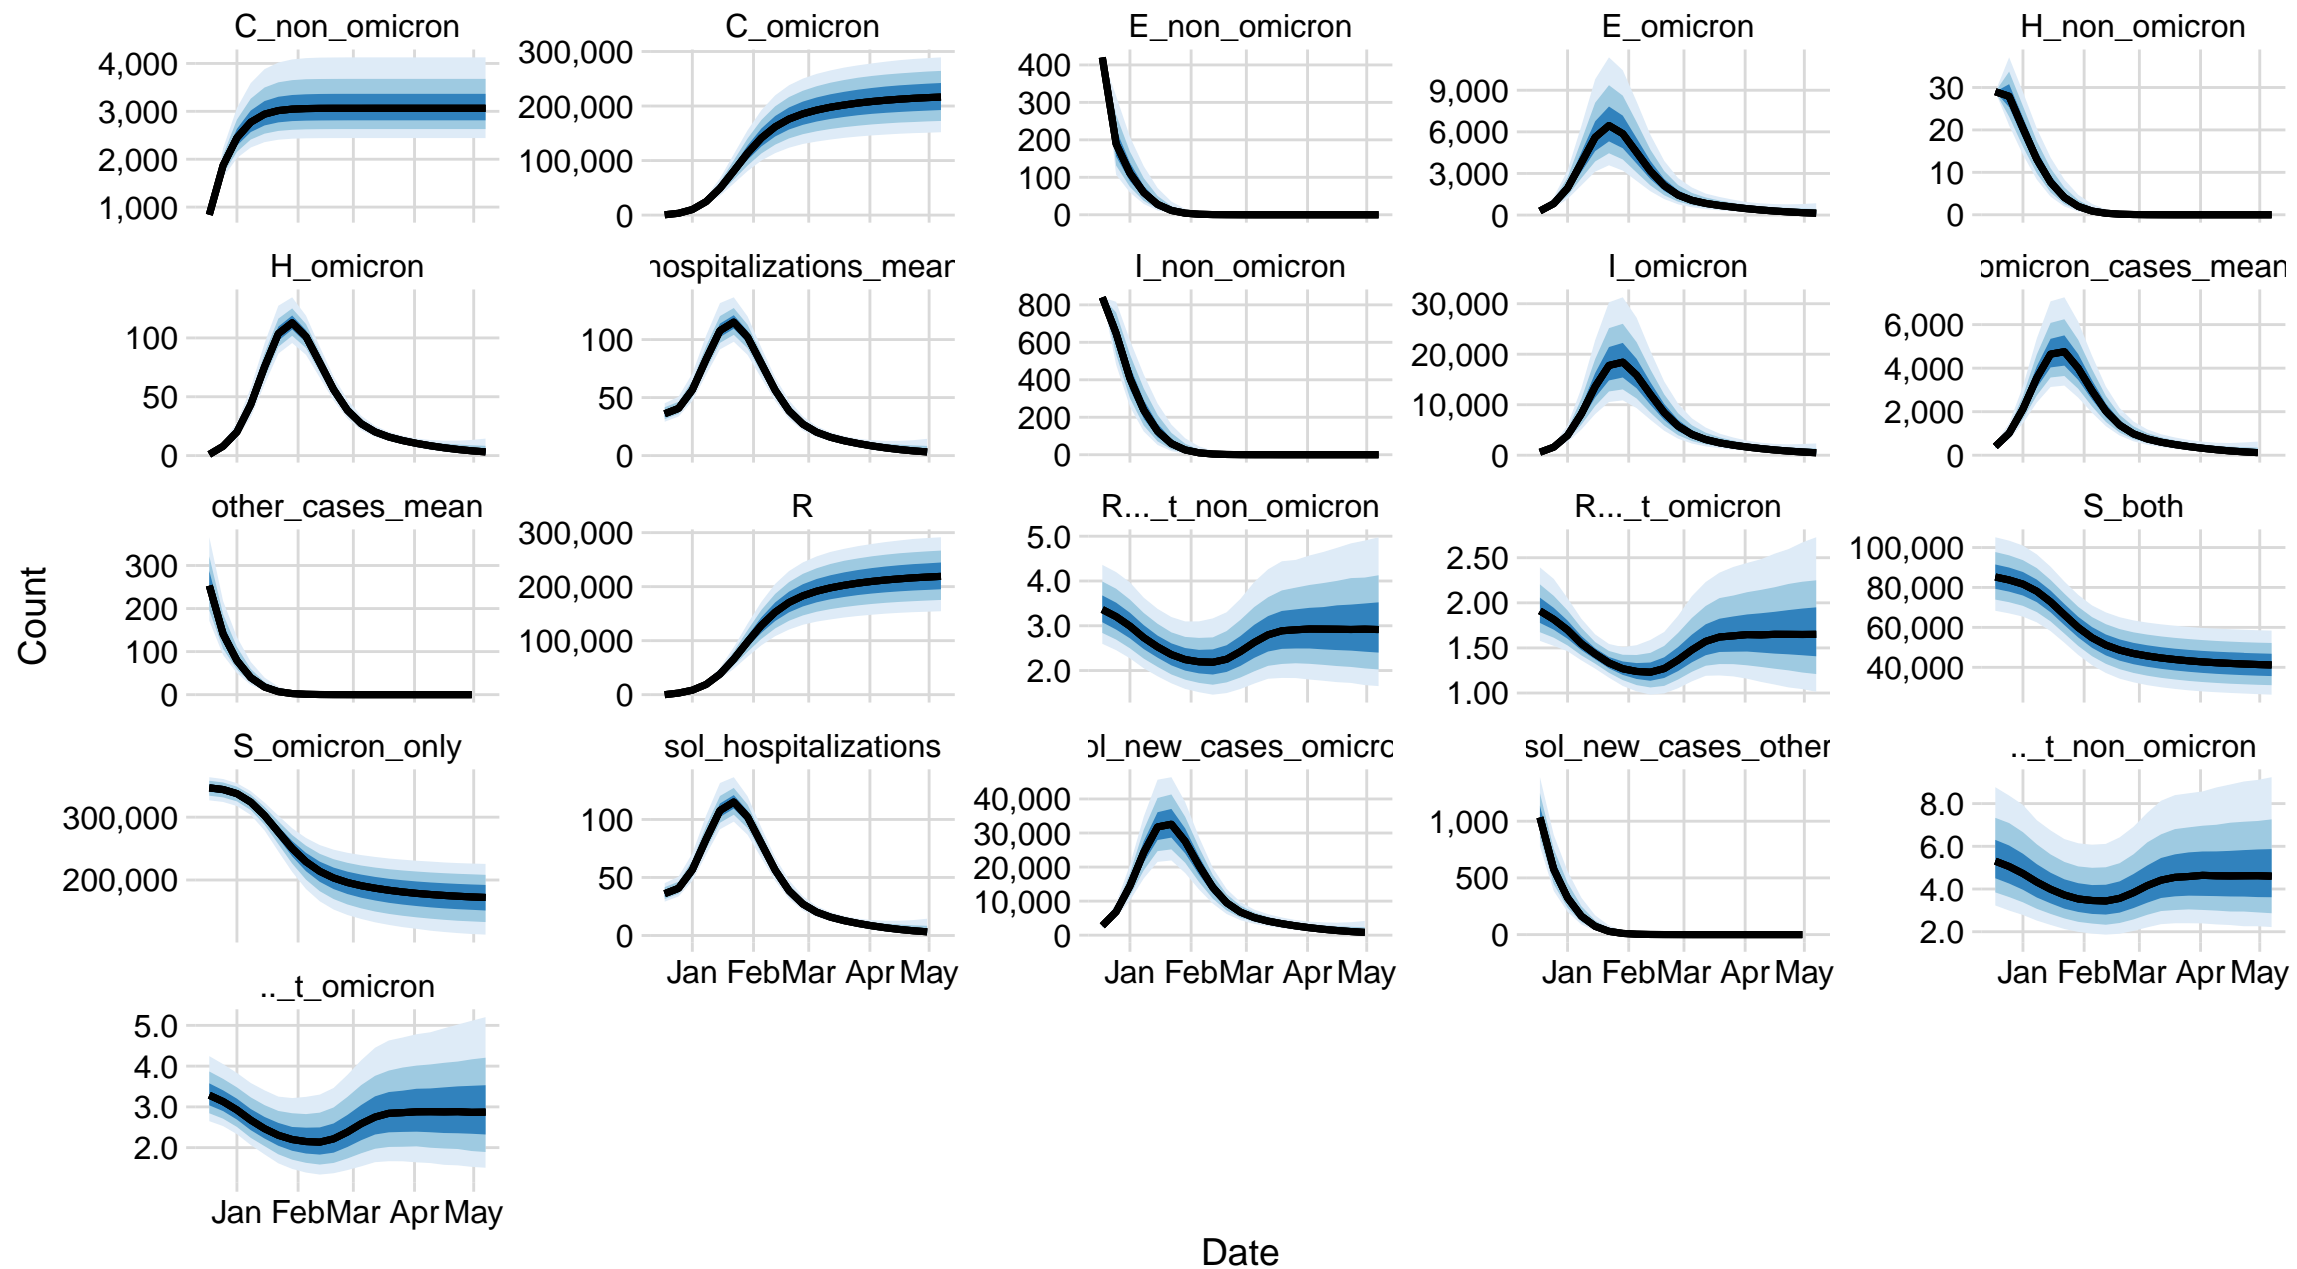 C_non_omicron
C_omicron
E_non_omicron
E_omicron
H_non_omicron
4,000
3,000
2,000
1,000
300,000
200,000
100,000
0
400
300
200
100
0
9,000
6,000
3,000
0
30
20
10
0
H_omicron
hospitalizations_mean
I_non_omicron
I_omicron
omicron_cases_mean
100
50
0
100
50
0
800
600
400
200
0
30,000
20,000
10,000
0
6,000
4,000
2,000
0
other_cases_mean
R
R..._t_non_omicron
R..._t_omicron
S_both
300
200
100
0
300,000
200,000
100,000
0
5.0
4.0
3.0
2.0
2.50
2.00
1.50
1.00
100,000
80,000
60,000
40,000
S_omicron_only
sol_hospitalizations
ol_new_cases_omicro
sol_new_cases_other
.._t_non_omicron
300,000
200,000
100
50
0
40,000
30,000
20,000
10,000
0
1,000
500
0
8.0
6.0
4.0
2.0
Jan Feb Mar Apr May
Jan Feb Mar Apr May
Jan Feb Mar Apr May
Jan Feb Mar Apr May
.._t_omicron
5.0
4.0
3.0
2.0
Jan Feb Mar Apr May
Count
Date